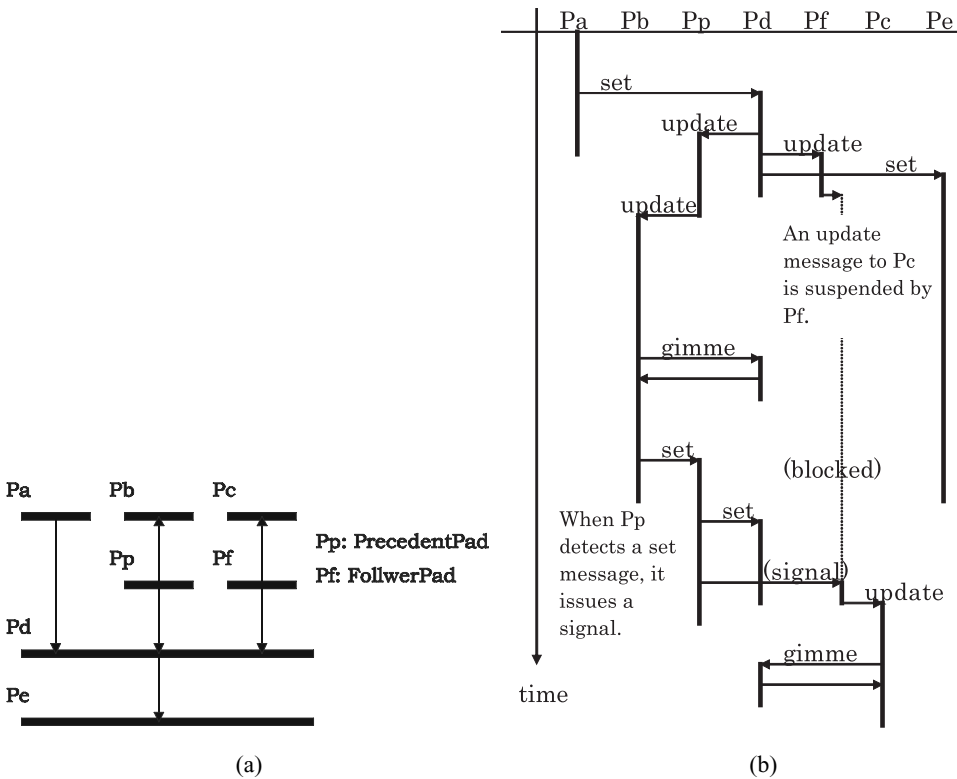 Pa Pb Pp Pd Pf Pc Pe
set
update
update
set
update
An update
message to Pc
is suspended by
Pf.
gimme
set
(blocked)
Pa Pb Pc
Pp Pf
Pp: PrecedentPad
Pf: FollwerPad
Pd
Pe
When Pp
detects a set
message, it
issues a
signal.
set
(signal)
update
gimme
time
(a)
(b)